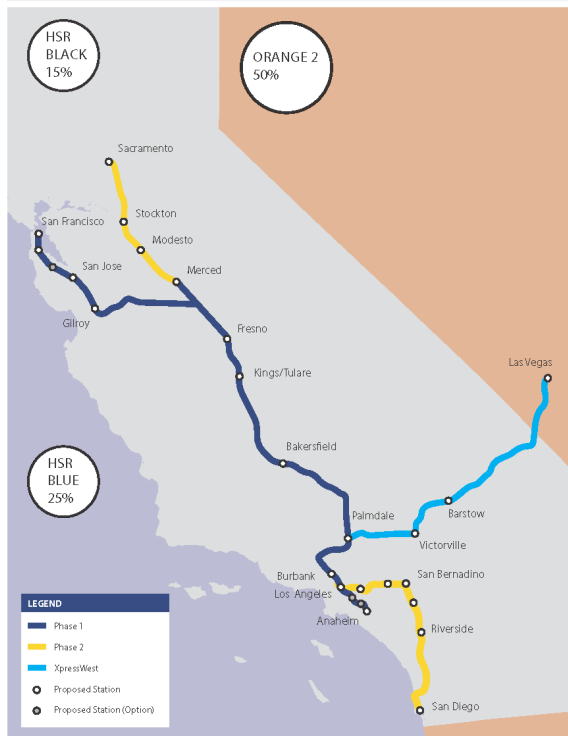 HSR
BLACK
15%
ORANGE 2
50%
Sacramento
Stockton
San Francisco
Modesto
San Jose
Merced
Gilroy
Fresno
Las Vegas
Kings/Tulare
Bakersfield
HSR
BLUE
25%
Palmdale
Barstow
Victorville
Burbank
San Bernadino
Los Angeles
Anaheim
Riverside
San Diego
LEGEND
Phase 1
Phase 2
XpressWest
Proposed Station
Proposed Station (Option)